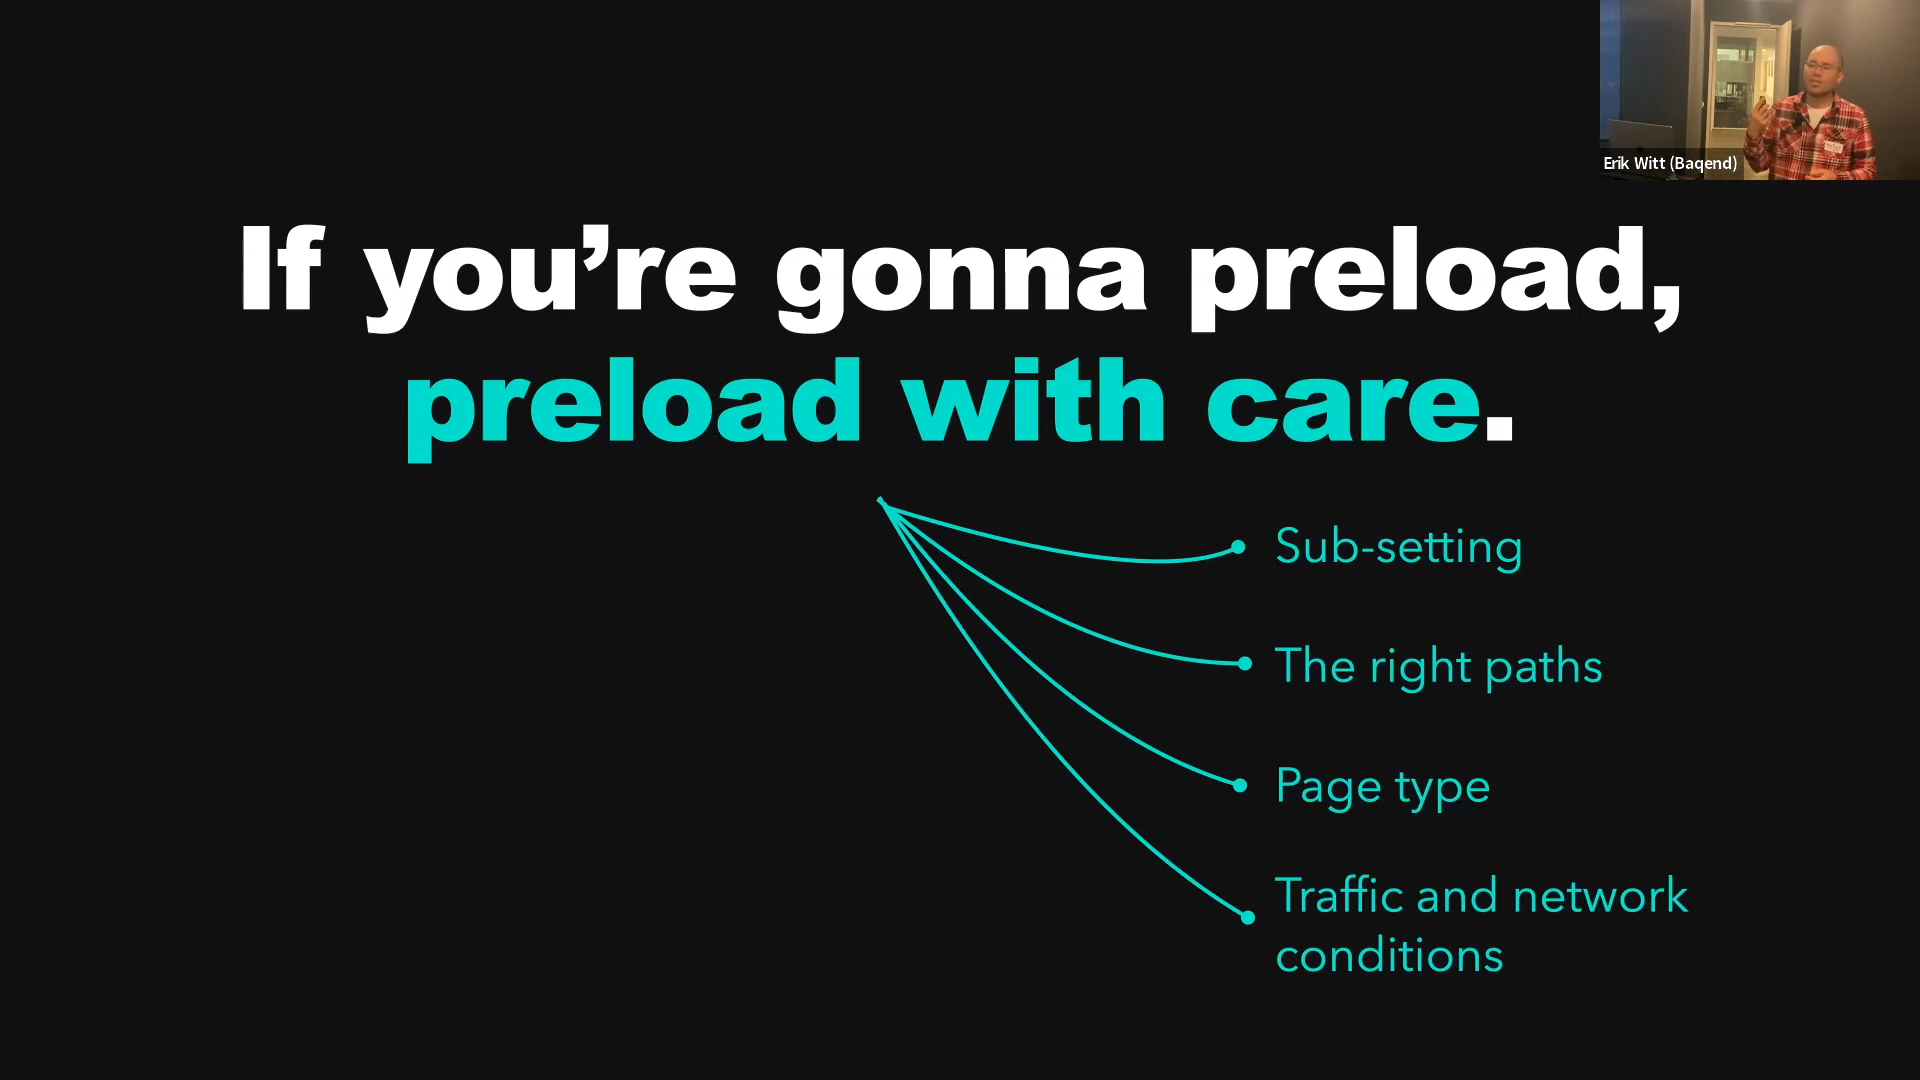 Erik Witt (Baqend)
If you’re gonna preload,
preload with care.
Sub-setting
The right paths
Page type
Traffic and network
conditions